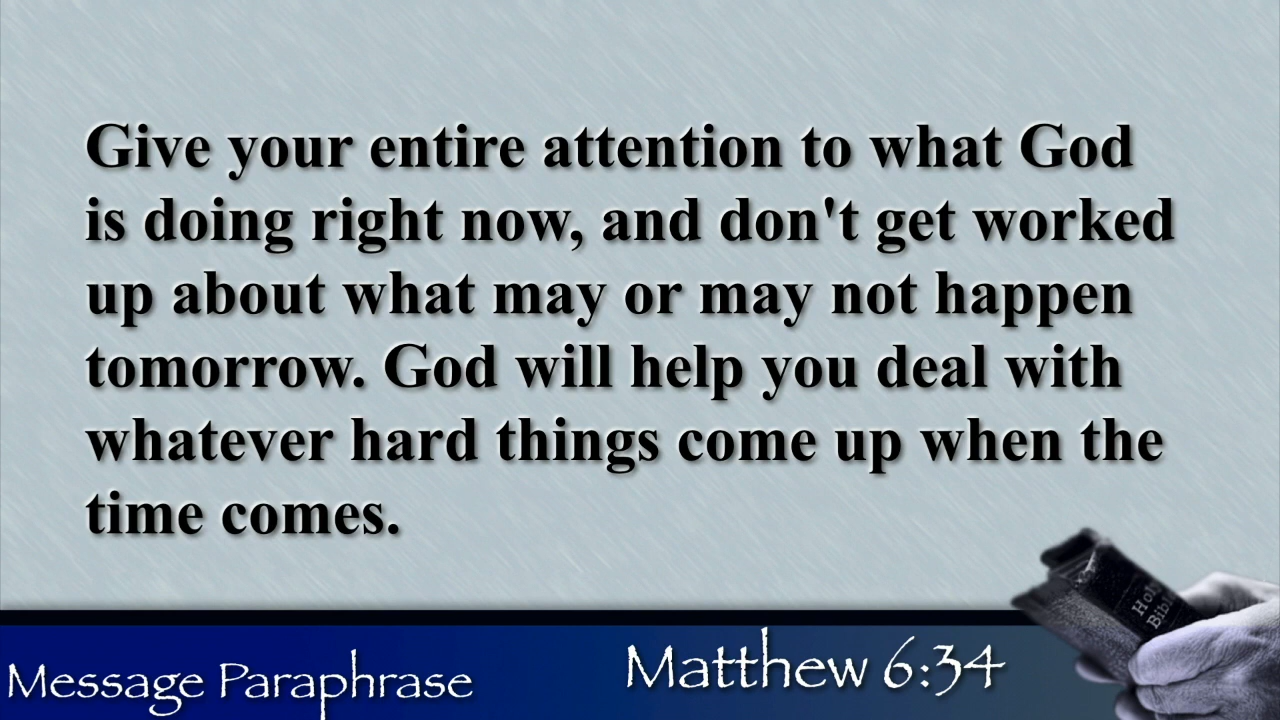 Give your entire attention to what God
is doing right now, and don't get worked
up about what may or may not happen
tomorrow. God will help you deal with
whatever hard things come up when the
time comes.
Holy
Bible
Message Paraphrase
Matthew 6:34